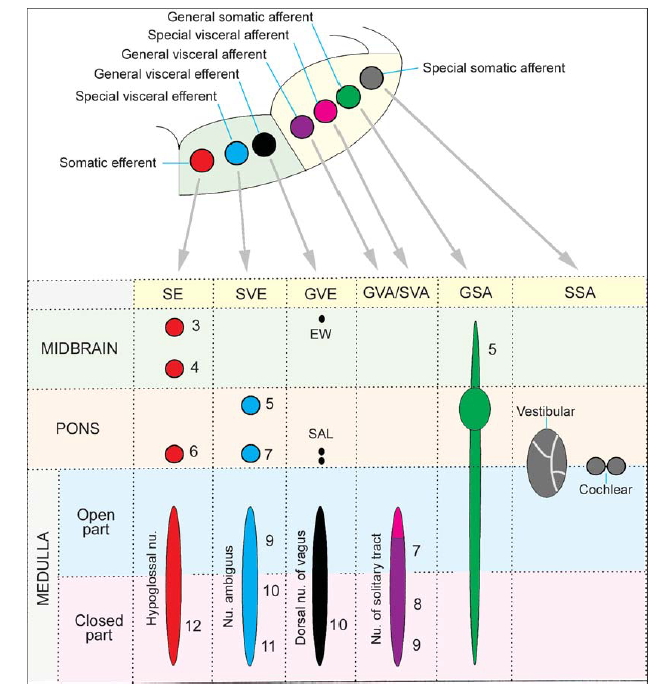 General somatic afferent
Special visceral afferent
General visceral afferent
General visceral efferent
Special visceral efferent
Special somatic afferent
Somatic efferent
SE SVE GVE GVA/SVA GSA SSA
MIDBRAIN
3
EW
5
4
PONS
5
Vestibular
SAL
6
7
Cochlear
MEDULLA
Open
part
Hypoglossal nu.
Nu. ambiguus
9
Dorsal nu. of vagus
Nu. of solitary tract
7
10
8
Closed
part
12
11
10
9